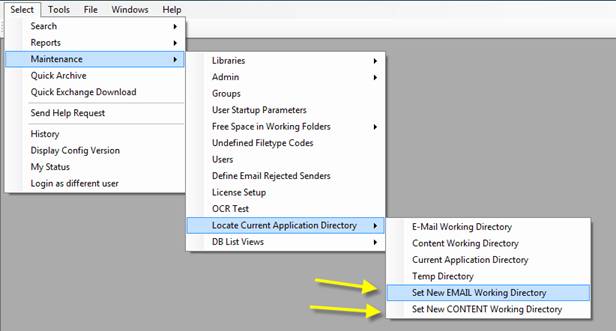 Select Tools File Windows Help
Search
Reports
Maintenance
Quick Archive
Quick Exchange Download
Send Help Request
History
Display Config Version
My Status
Login as different user
Libraries
Admin
Groups
User Startup Parameters
Free Space in Working Folders
Undefined Filetype Codes
Users
Define Email Rejected Senders
License Setup
OCR Test
Locate Current Application Directory
DB List Views
E-Mail Working Directory
Content Working Directory
Current Application Directory
Temp Directory
Set New EMAIL Working Directory
Set New CONTENT Working Directory